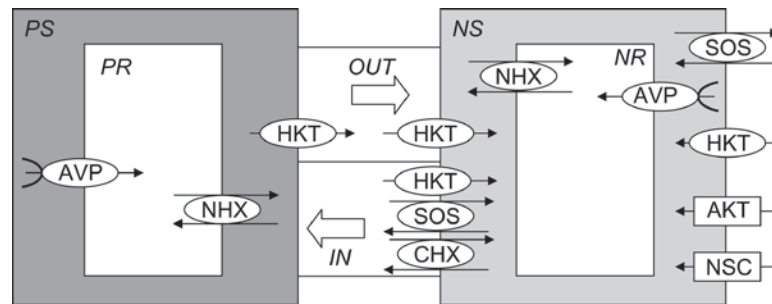 PS
NS
PR
OUT
NHX
NR
SOS
AVP
HKT
HKT
HKT
AVP
HKT
NHX
SOS
AKT
IN
CHX
NSC